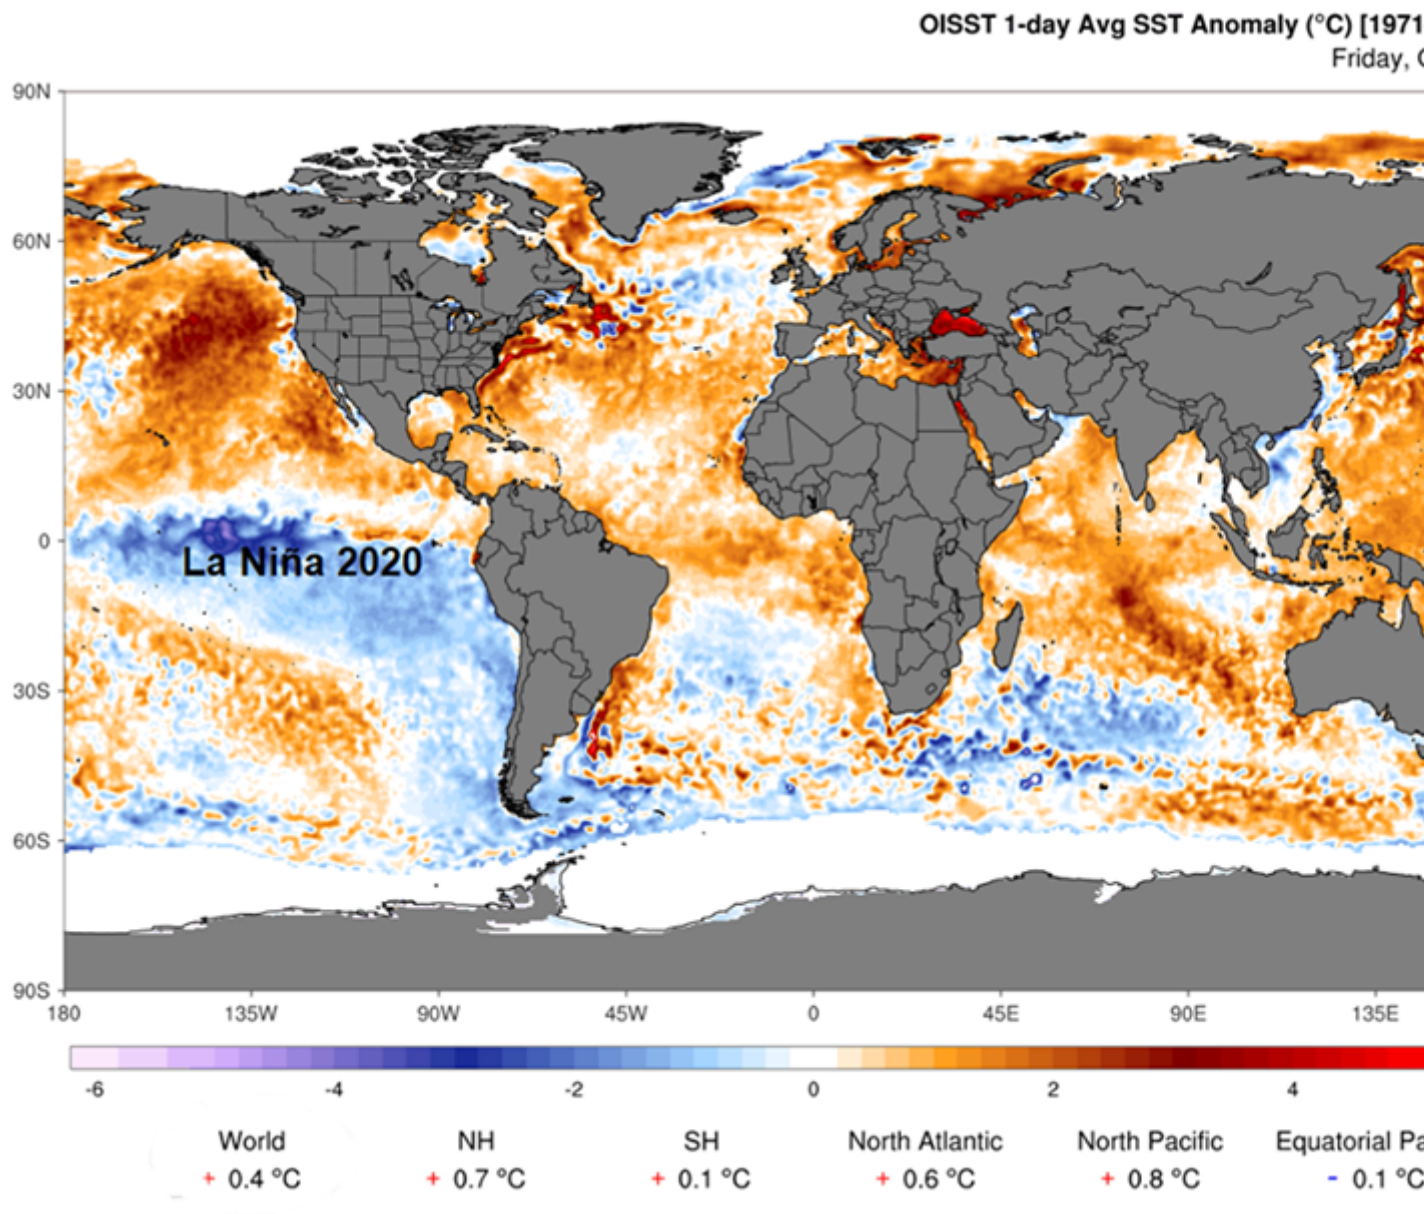 OISST 1-day Avg SST Anomaly (°C) [1971
Friday,
90N
60N
30N
0
La Niña 2020
30S
60S
90S
180 135W 90W 45W 0 45E 90E 135E
-6 -4 -2 0 2 4
World NH SH North Atlantic North Pacific Equatorial
+ 0.4 °C + 0.7 °C + 0.1 °C + 0.6 °C + 0.8 °C - 0.1 °C